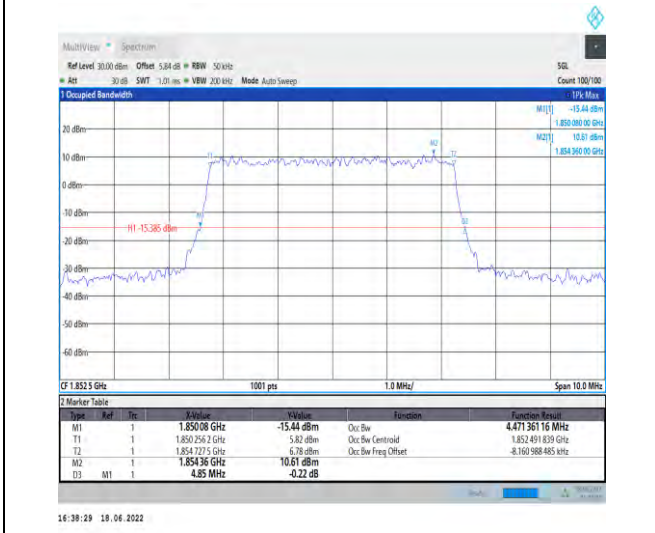 MultiView Spectrum
Ref Level 30.00 dBm Offset 5.84 dB RBW 50 kHz SGL
Att 30 dB SWT 1.01 ms VBW 200 kHz Mode Auto Sweep Count 100/100
1 Occupied Bandwidth 1Pk Max
M1[1] -15.44 dBm
1.850 080 00 GHz
M2[1] 10.61 dBm
1.854 360 00 GHz
20 dBm
M2
T1 T2
10 dBm
0 dBm
-10 dBm
M1 D3
H1 -15.385 dBm
-20 dBm
-30 dBm
-40 dBm
-50 dBm
-60 dBm
CF 1.852 5 GHz 1001 pts 1.0 MHz/ Span 10.0 MHz
2 Marker Table
Type Ref Trc X-Value Y-Value Function Function Result
M1 1 1.850 08 GHz -15.44 dBm Occ Bw 4.471 361 16 MHz
T1 1 1.850 256 2 GHz 5.82 dBm Occ Bw Centroid 1.852 491 839 GHz
T2 1 1.854 727 5 GHz 6.78 dBm Occ Bw Freq Offset -8.160 988 485 kHz
M2 1 1.854 36 GHz 10.61 dBm
D3 M1 1 4.85 MHz -0.22 dB
16:38:29 18.06.2022